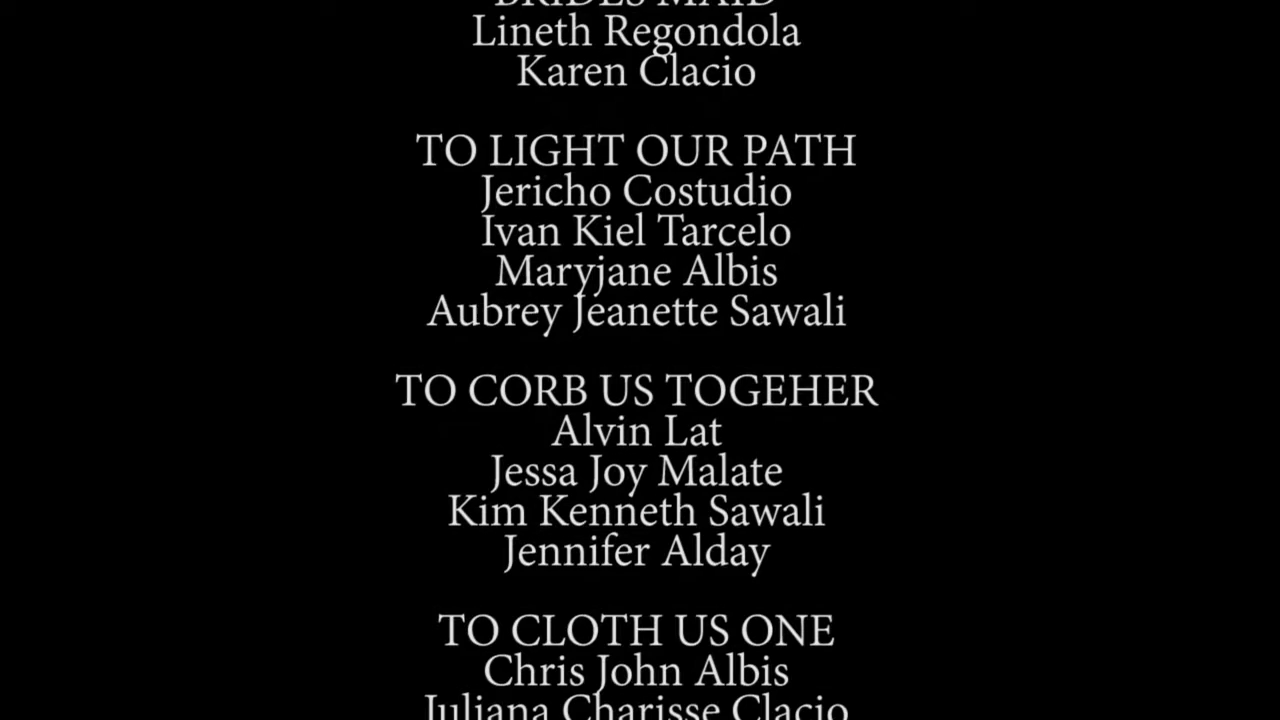 BRIDES MAID
Lineth Regondola
Karen Clacio
TO LIGHT OUR PATH
Jericho Costudio
Ivan Kiel Tarcelo
Maryjane Albis
Aubrey Jeanette Sawali
TO CORB US TOGEHER
Alvin Lat
Jessa Joy Malate
Kim Kenneth Sawali
Jennifer Alday
TO CLOTH US ONE
Chris John Albis
Juliana Charisse Clacio